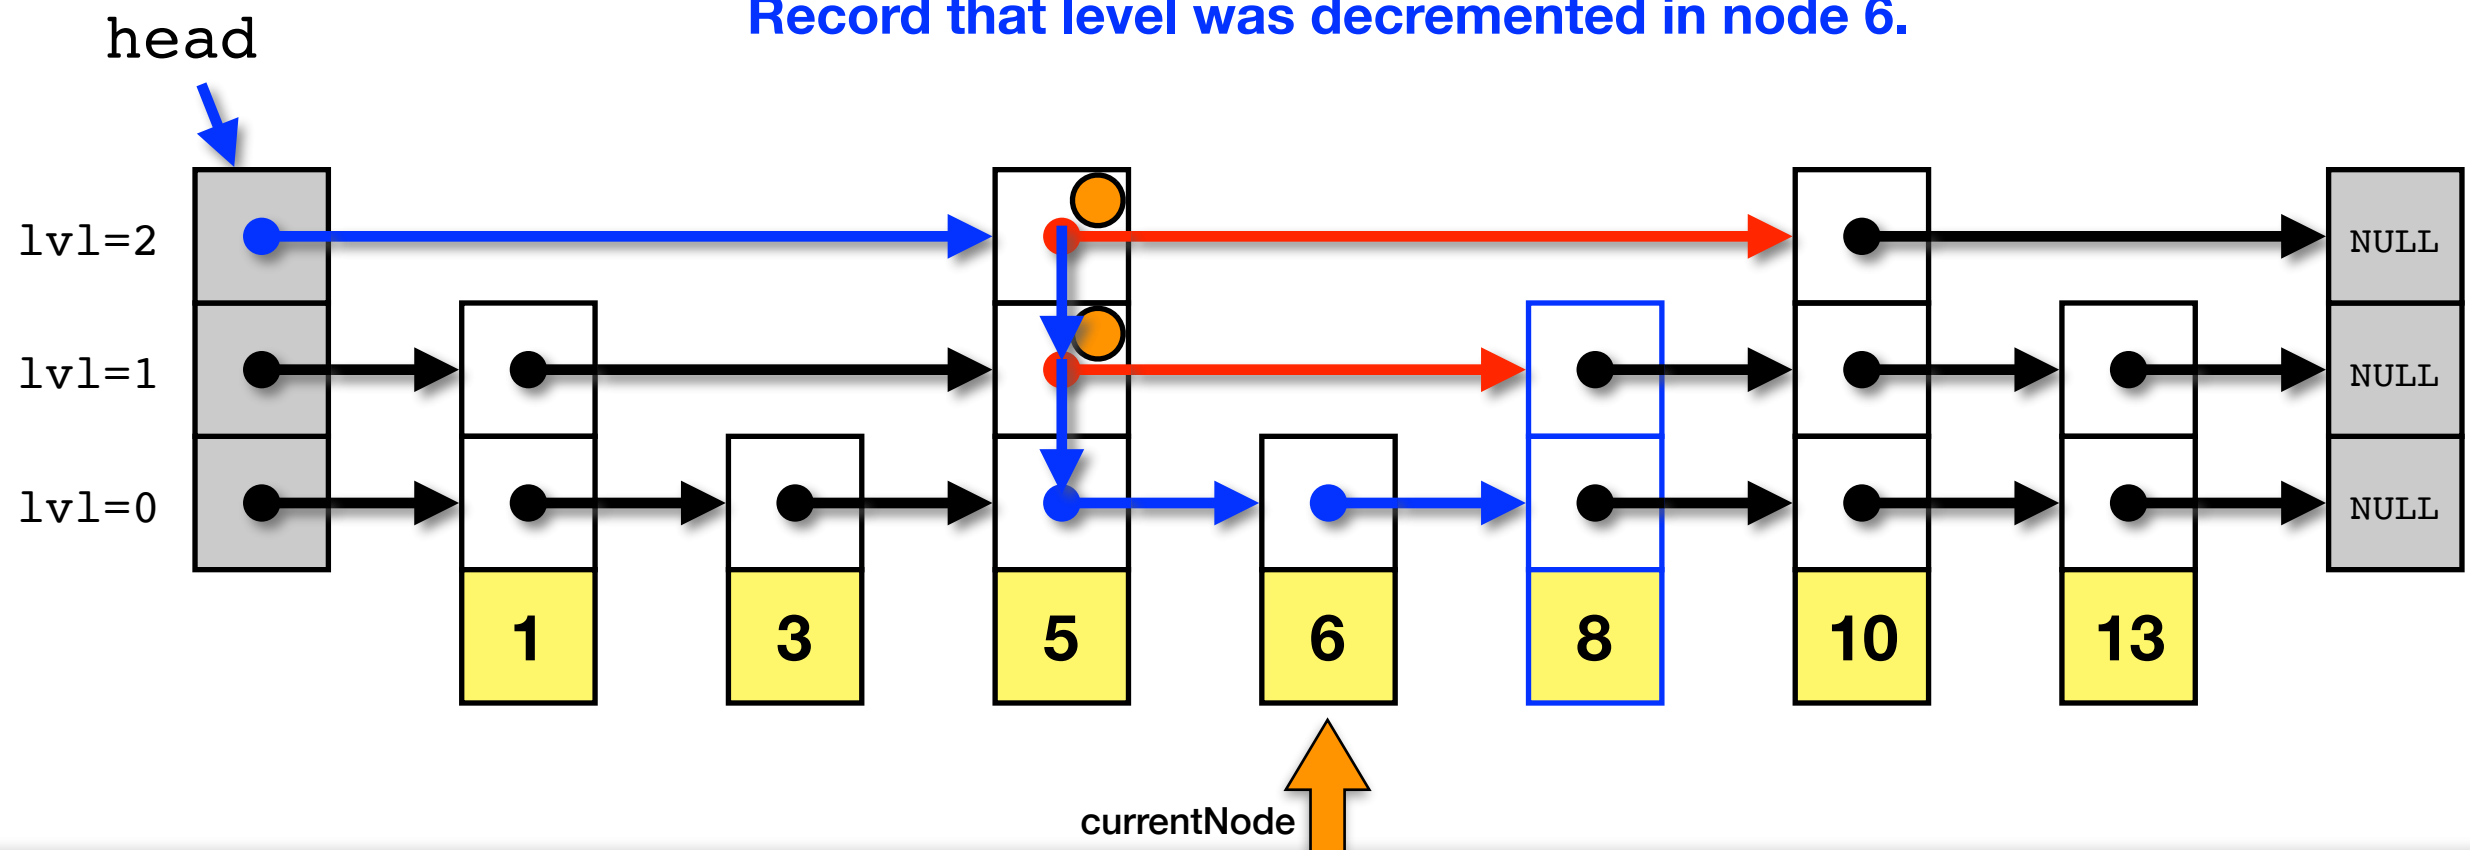 Record that level was decremented in node 6.
head
lvl=2 NULL
lvl=1 NULL
lvl=0 NULL
1 3 5 6 8 10 13
currentNode